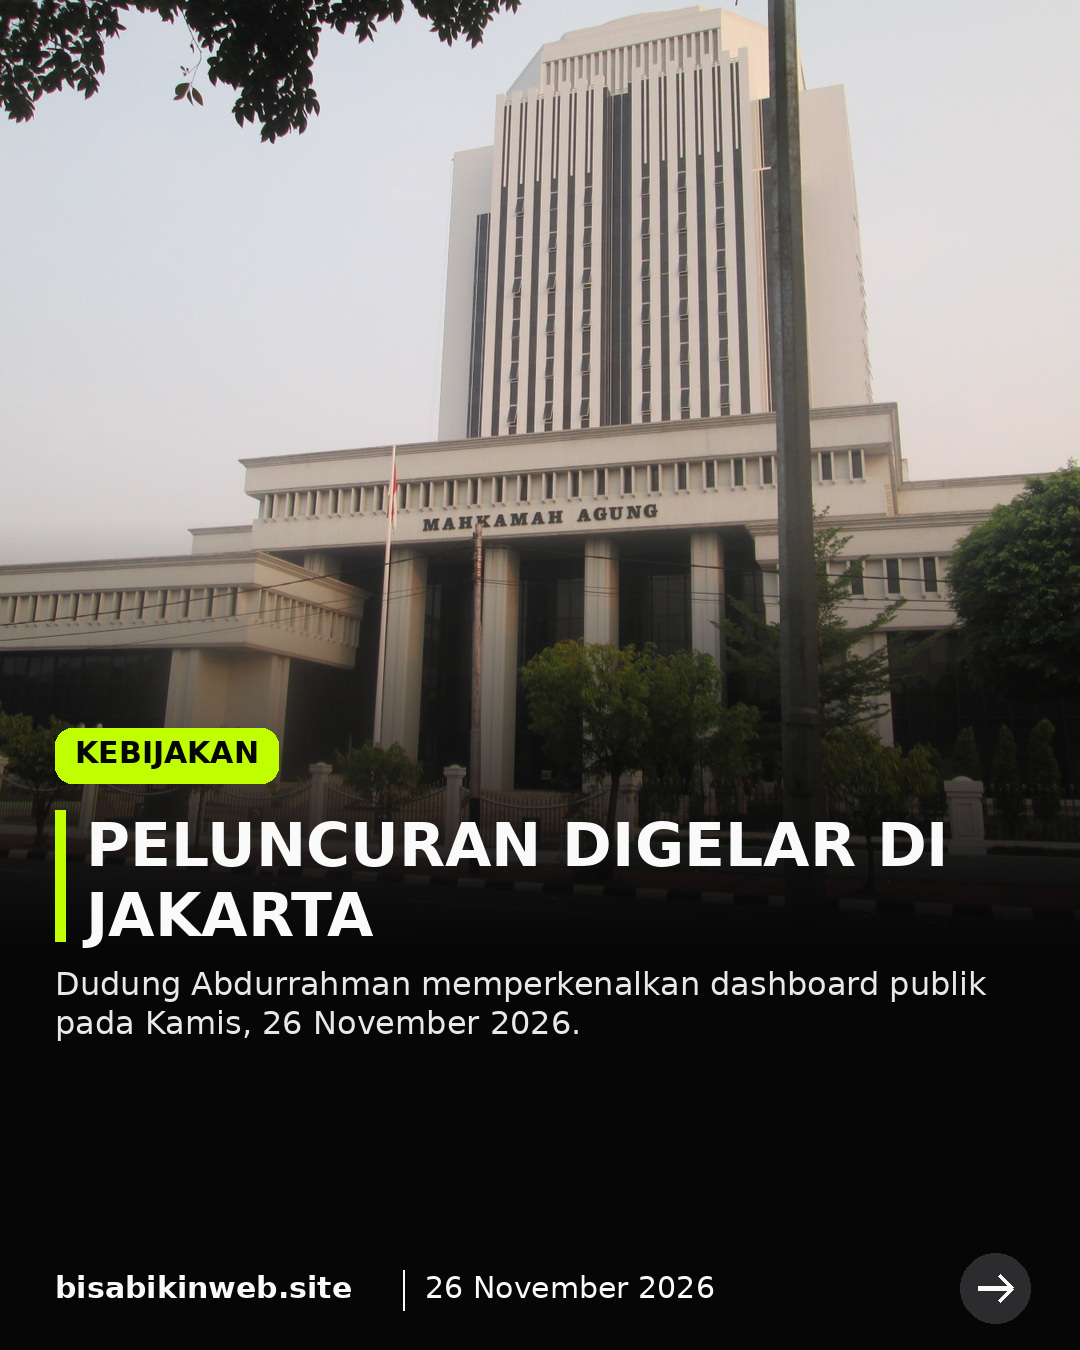 MAHKAMAH AGUNG
KEBIJAKAN
PELUNCURAN DIGELAR DI
JAKARTA
Dudung Abdurrahman memperkenalkan dashboard publik
pada Kamis, 26 November 2026.
bisabikinweb.site | 26 November 2026